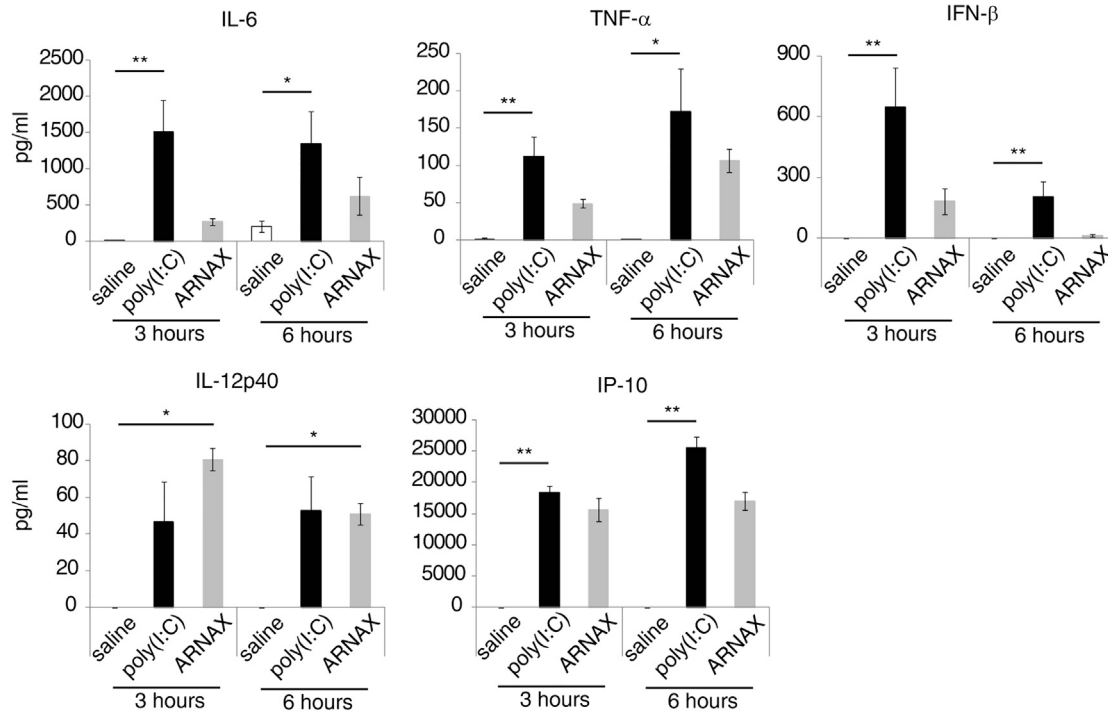 IL-6
pg/ml
2500
2000
1500
1000
500
0
**
*
saline
poly(I:C)
ARNAX
saline
poly(I:C)
ARNAX
3 hours
6 hours
TNF-α
250
200
150
100
50
0
**
*
saline
poly(I:C)
ARNAX
saline
poly(I:C)
ARNAX
3 hours
6 hours
IFN-β
900
600
300
0
**
**
saline
poly(I:C)
ARNAX
saline
poly(I:C)
ARNAX
3 hours
6 hours
IL-12p40
pg/ml
100
80
60
40
20
0
*
*
saline
poly(I:C)
ARNAX
saline
poly(I:C)
ARNAX
3 hours
6 hours
IP-10
30000
25000
20000
15000
10000
5000
0
**
**
saline
poly(I:C)
ARNAX
saline
poly(I:C)
ARNAX
3 hours
6 hours